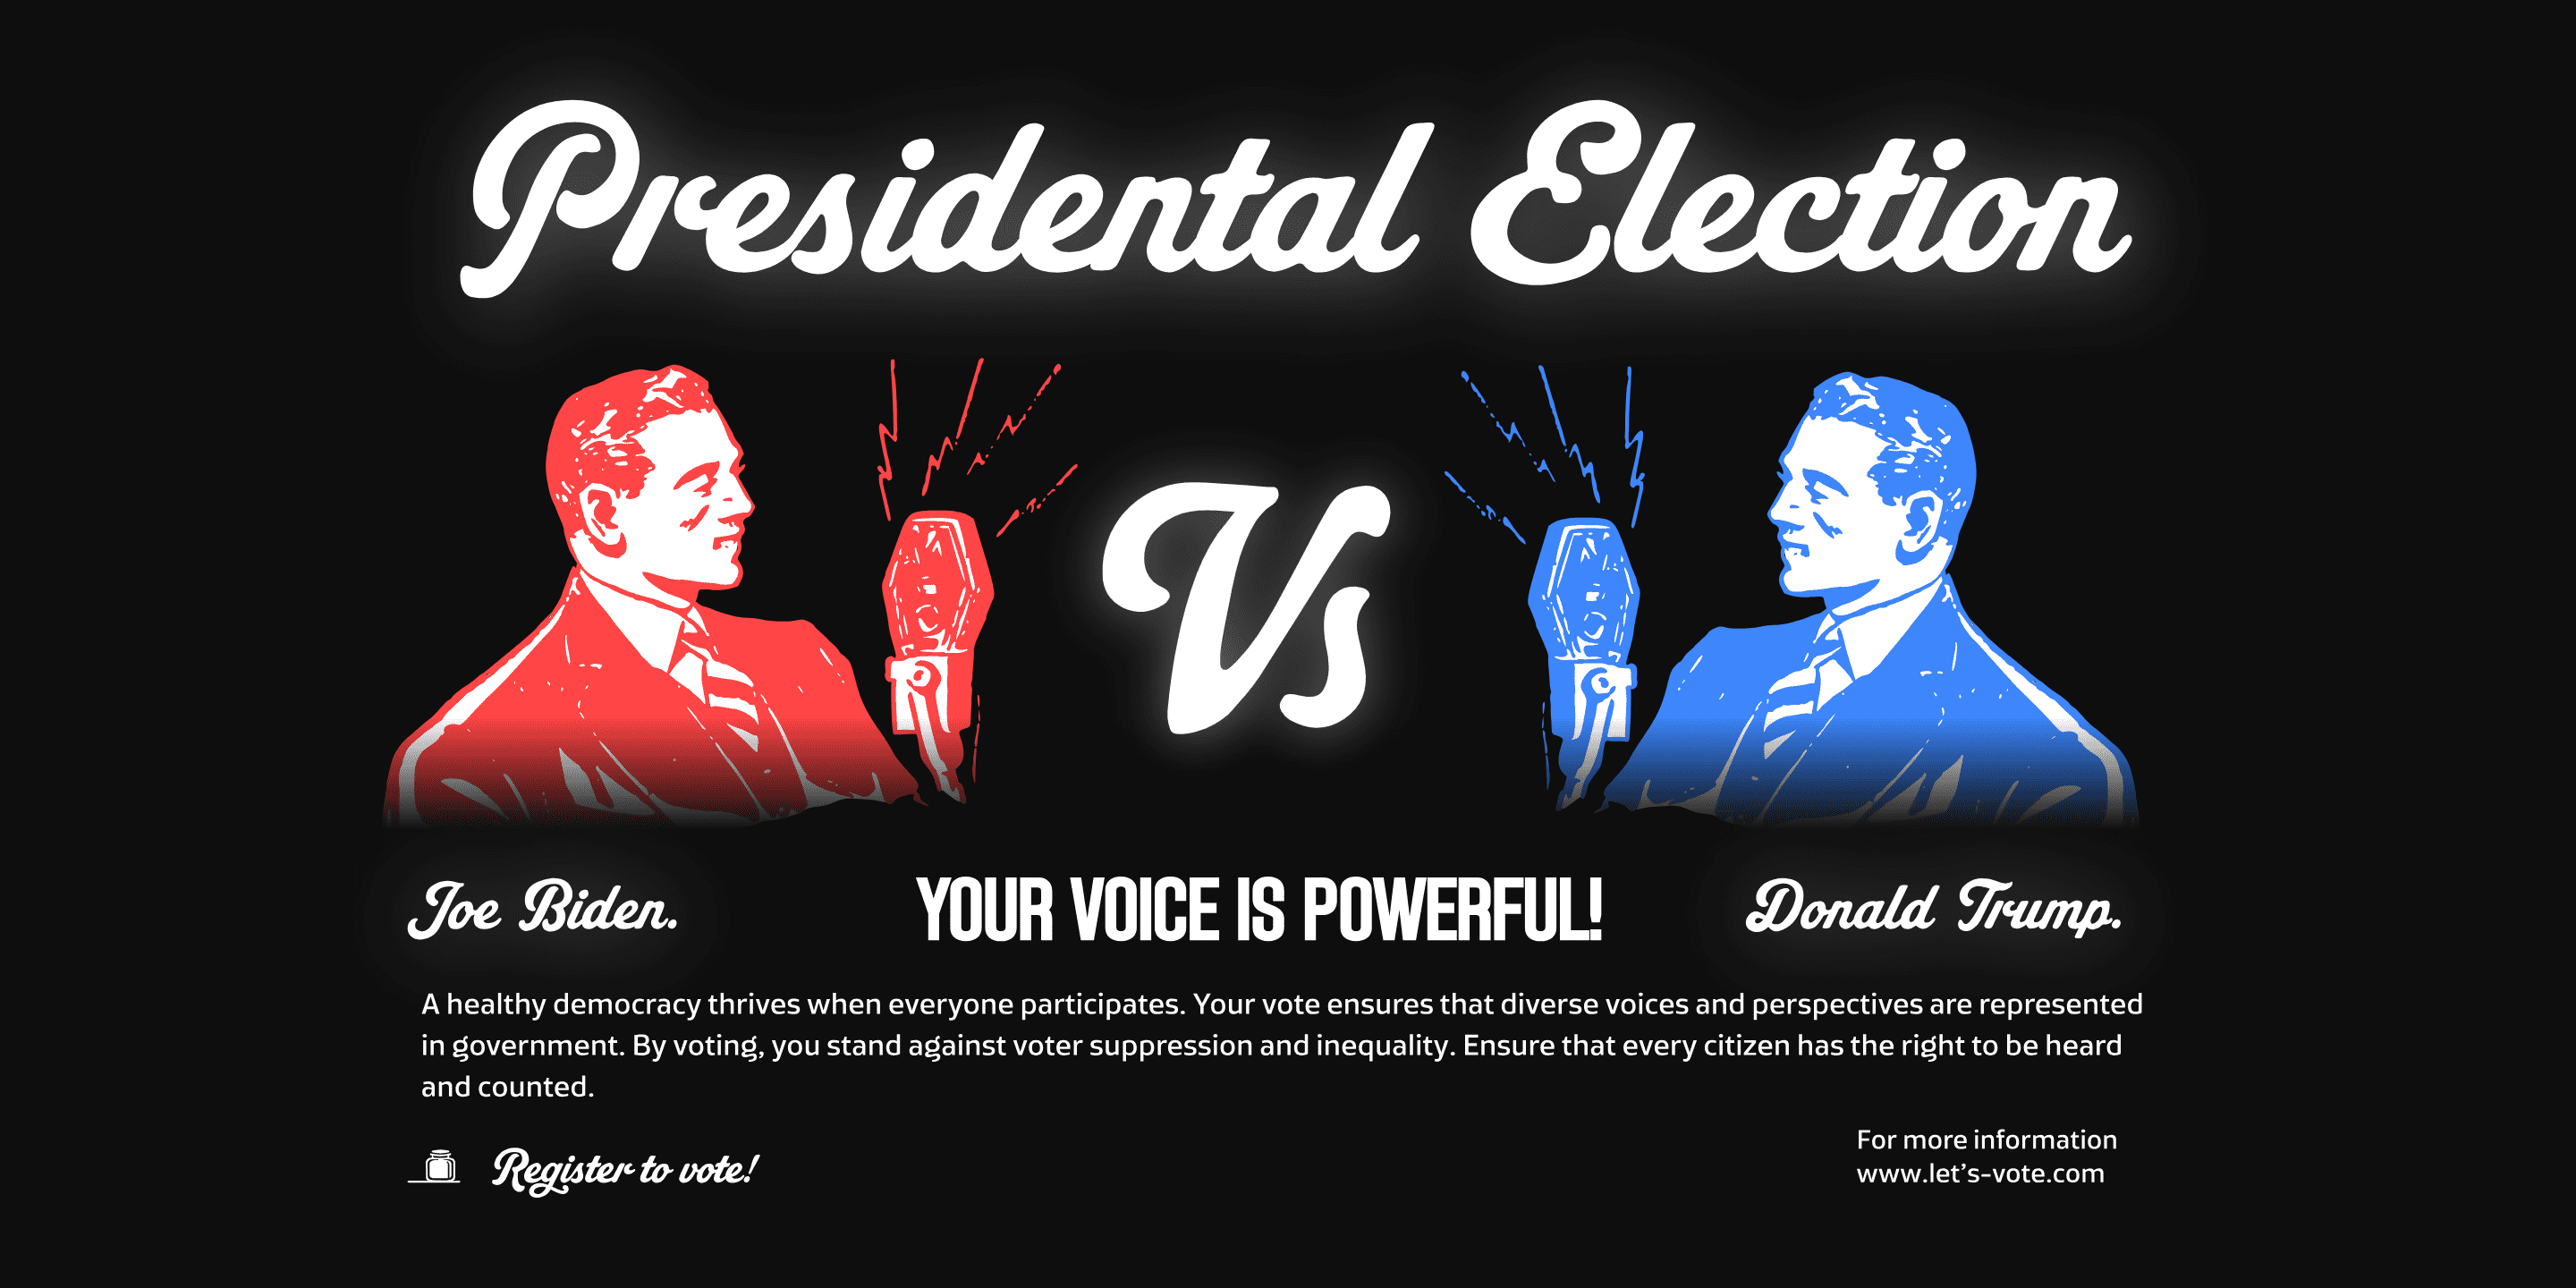 Presidental Election
Vs
Joe Biden.
YOUR VOICE IS POWERFUL!
Donald Trump.
A healthy democracy thrives when everyone participates. Your vote ensures that diverse voices and perspectives are represented
in government. By voting, you stand against voter suppression and inequality. Ensure that every citizen has the right to be heard
and counted.
Register to vote!
For more information
www.let’s-vote.com